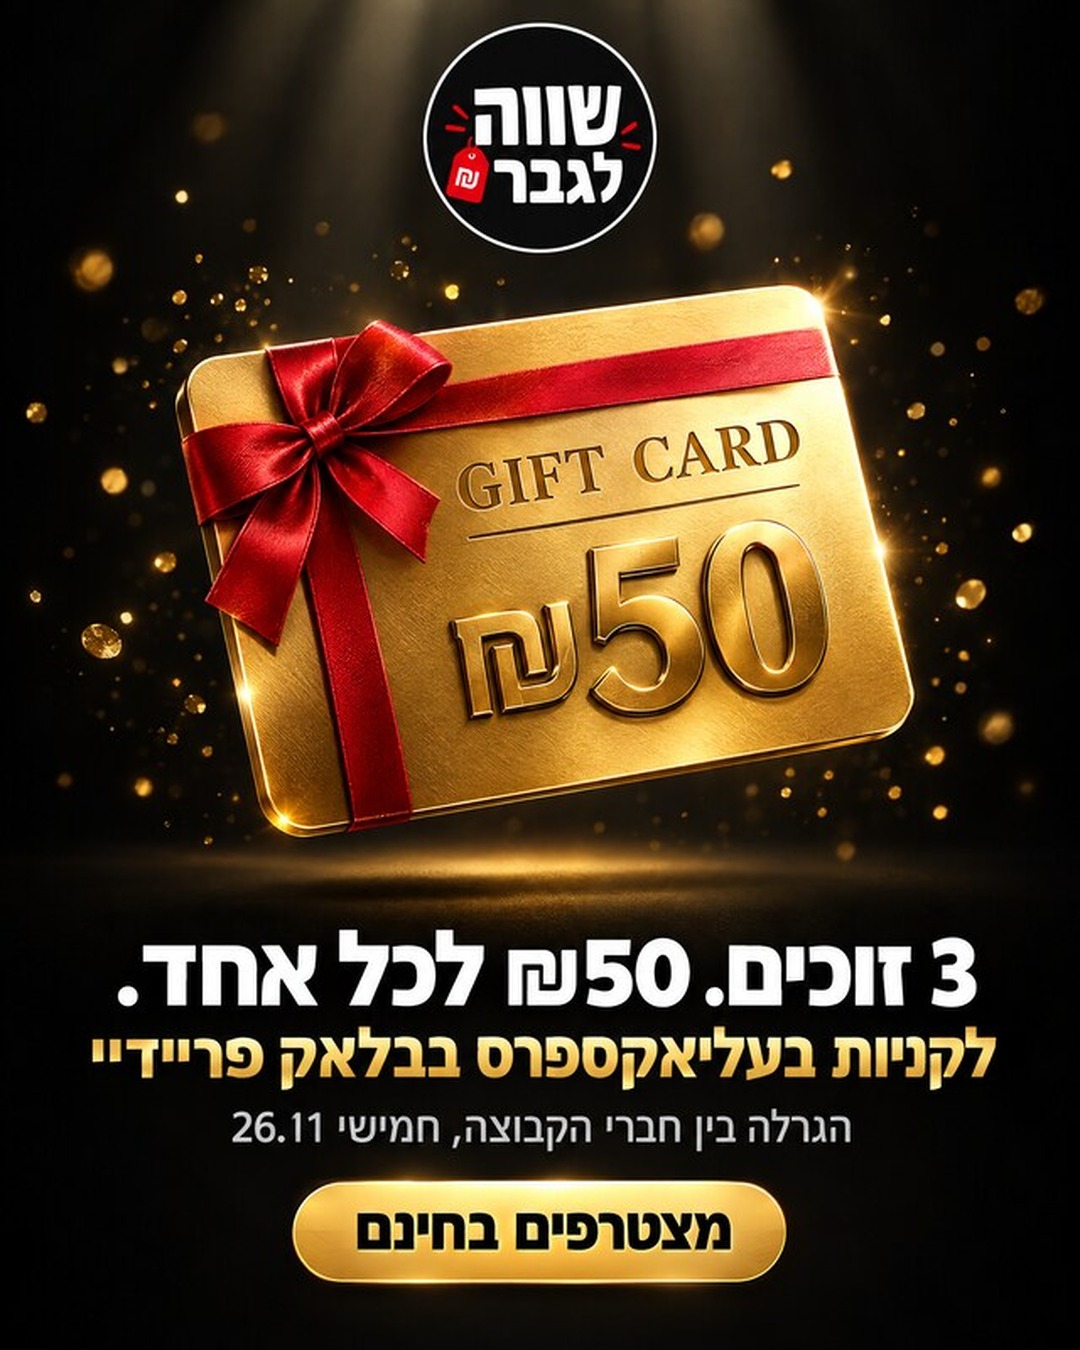 שווה
לגבר
₪
GIFT CARD
₪50
3 זוכים. ₪50 לכל אחד.
לקניות בעליאקספרס בבלאק פריידיי
הגרלה בין חברי הקבוצה, חמישי 26.11
מצטרפים בחינם